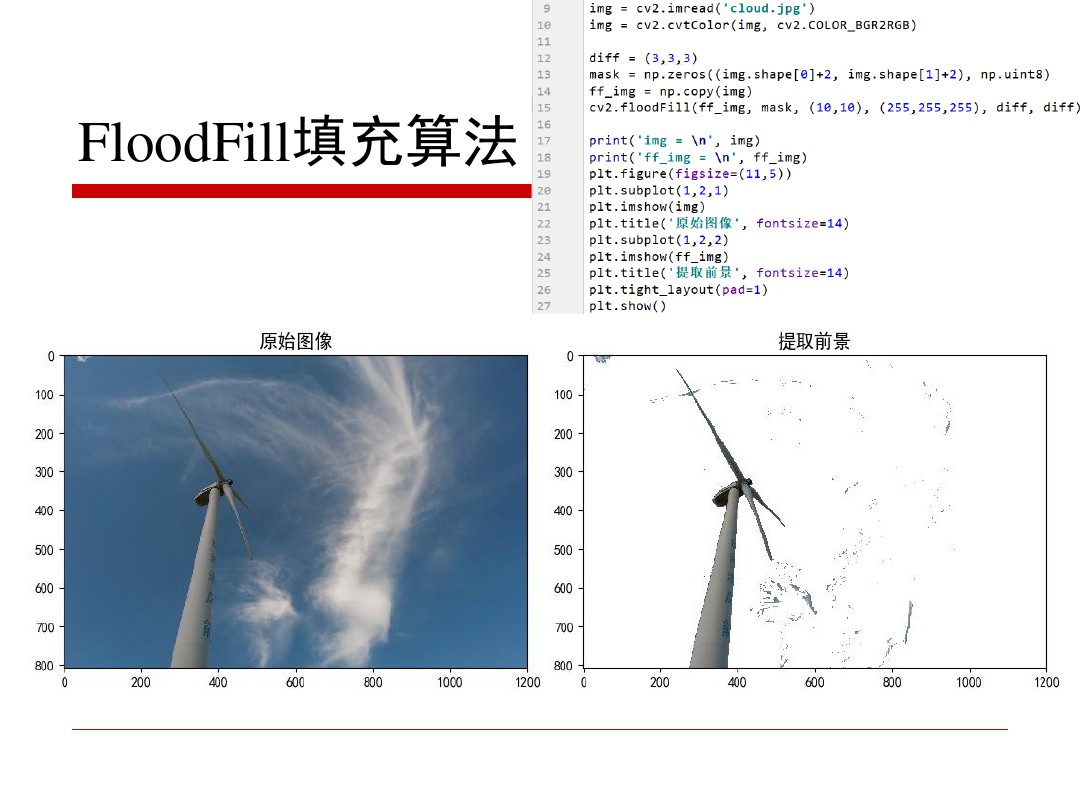 FloodFill填充算法
9 img = cv2.imread('cloud.jpg')
10 img = cv2.cvtColor(img, cv2.COLOR_BGR2RGB)
11
12 diff = (3,3,3)
13 mask = np.zeros((img.shape[0]+2, img.shape[1]+2), np.uint8)
14 ff_img = np.copy(img)
15 cv2.floodFill(ff_img, mask, (10,10), (255,255,255), diff, diff)
16
17 print('img = \n', img)
18 print('ff_img = \n', ff_img)
19 plt.figure(figsize=(11,5))
20 plt.subplot(1,2,1)
21 plt.imshow(img)
22 plt.title('原始图像', fontsize=14)
23 plt.subplot(1,2,2)
24 plt.imshow(ff_img)
25 plt.title('提取前景', fontsize=14)
26 plt.tight_layout(pad=1)
27 plt.show()
原始图像
0
100
200
300
400
500
600
700
800
0 200 400 600 800 1000 1200
提取前景
0
100
200
300
400
500
600
700
800
0 200 400 600 800 1000 1200